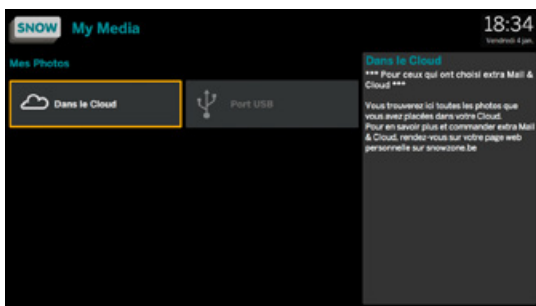 SNOW My Media
18:34
Vendredi 4 jan.
Mes Photos
Dans le Cloud
Port USB
Dans le Cloud
*** Pour ceux qui ont choisi extra Mail &
Cloud ***
Vous trouverez ici toutes les photos que
vous avez placées dans votre Cloud.
Pour en savoir plus et commander extra Mail
& Cloud, rendez-vous sur votre page web
personnelle sur snowzone.be